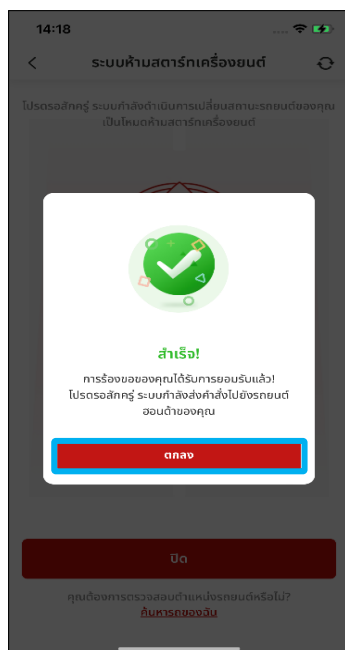 14:18
ระบบห้ามสตาร์ทเครื่องยนต์
โปรดรอสักครู่ ระบบกำลังดำเนินการเปลี่ยนสถานะรถยนต์ของคุณ
เป็นโหมดห้ามสตาร์ทเครื่องยนต์
สำเร็จ!
การร้องขอของคุณได้รับการยอมรับแล้ว!
โปรดรอสักครู่ ระบบกำลังส่งคำสั่งไปยังรถยนต์
ฮอนด้าของคุณ
ตกลง
ปิด
คุณต้องการตรวจสอบตำแหน่งรถยนต์หรือไม่?
ค้นหารถของฉัน